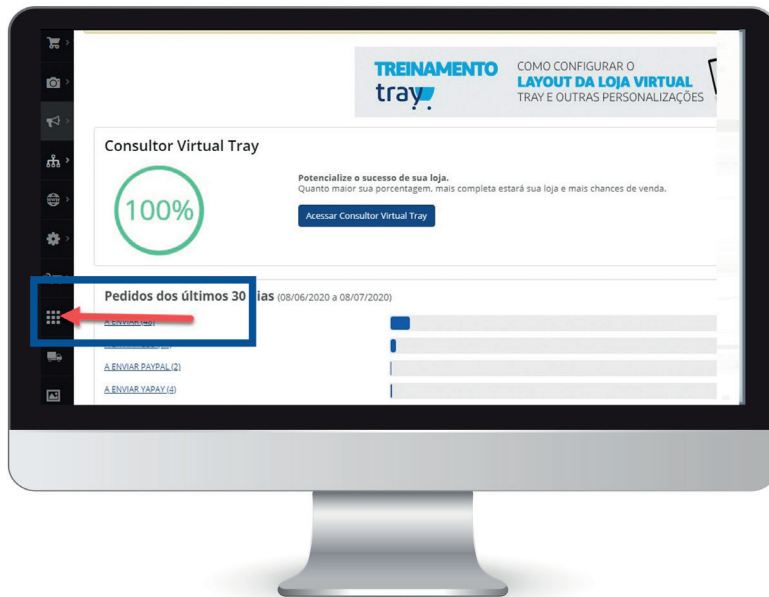 TREINAMENTO
tray
COMO CONFIGURAR O
LAYOUT DA LOJA VIRTUAL
TRAY E OUTRAS PERSONALIZAÇÕES
Consultor Virtual Tray
100%
Potencialize o sucesso de sua loja.
Quanto maior sua porcentagem, mais completa estará sua loja e mais chances de venda.
Acessar Consultor Virtual Tray
Pedidos dos últimos 30 ias (08/06/2020 a 08/07/2020)
A ENVIAR PAYPAL (2)
A ENVIAR YAPAY (4)